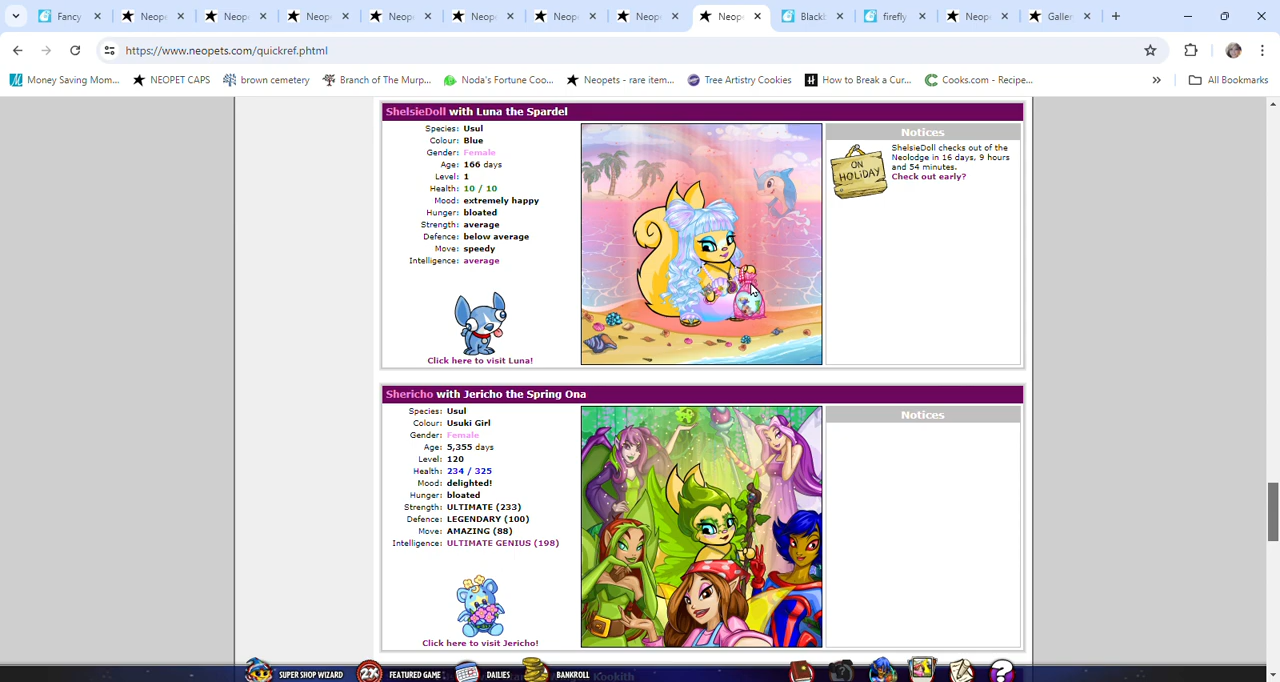 Fancy
Neop
Neop
Neop
Neop
Neop
Neop
Neop
Neop
Blackb
firefly
Neop
Galler
https://www.neopets.com/quickref.phtml
Money Saving Mom...
NEOPET CAPS
brown cemetery
Branch of The Murp...
Noda's Fortune Coo...
Neopets - rare item...
Tree Artistry Cookies
How to Break a Cur...
Cooks.com - Recipe...
All Bookmarks
ShelsieDoll with Luna the Spardel
Species: Usul
Colour: Blue
Gender: Female
Age: 166 days
Level: 1
Health: 10 / 10
Mood: extremely happy
Hunger: bloated
Strength: average
Defence: below average
Move: speedy
Intelligence: average
Click here to visit Luna!
Notices
ON
HOLIDAY
ShelsieDoll checks out of the
Neolodge in 16 days, 9 hours
and 54 minutes.
Check out early?
Shericho with Jericho the Spring Ona
Species: Usul
Colour: Usuki Girl
Gender: Female
Age: 5,355 days
Level: 120
Health: 234 / 325
Mood: delighted!
Hunger: bloated
Strength: ULTIMATE (233)
Defence: LEGENDARY (100)
Move: AMAZING (88)
Intelligence: ULTIMATE GENIUS (198)
Click here to visit Jericho!
Notices
SUPER SHOP WIZARD
2X
FEATURED GAME
DAILIES
BANKROLL
Kookith